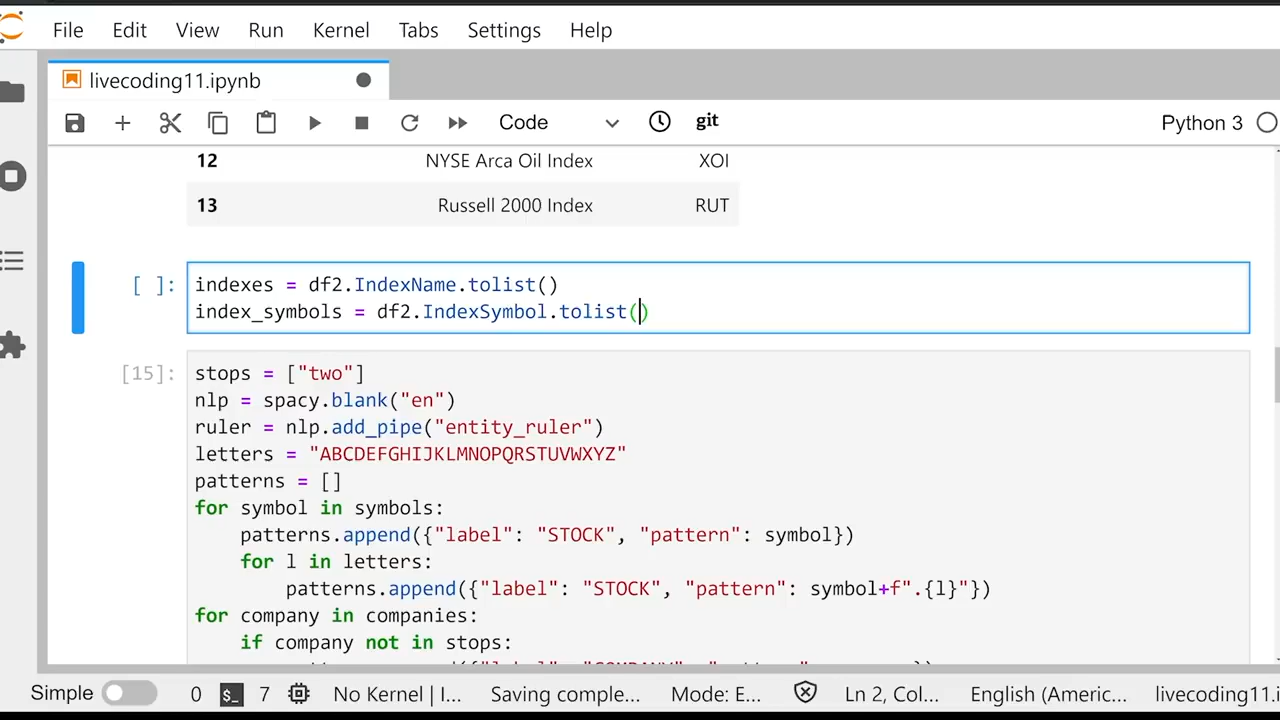 File Edit View Run Kernel Tabs Settings Help
livecoding11.ipynb
Code git Python 3
12 NYSE Arca Oil Index XOI
13 Russell 2000 Index RUT
[ ]: indexes = df2.IndexName.tolist()
index_symbols = df2.IndexSymbol.tolist()
[15]: stops = ["two"]
nlp = spacy.blank("en")
ruler = nlp.add_pipe("entity_ruler")
letters = "ABCDEFGHIJKLMNOPQRSTUVWXYZ"
patterns = []
for symbol in symbols:
patterns.append({"label": "STOCK", "pattern": symbol})
for l in letters:
patterns.append({"label": "STOCK", "pattern": symbol+f".{l}"})
for company in companies:
if company not in stops:
Simple 0 $_ 7 No Kernel | I... Saving comple... Mode: E... Ln 2, Col... English (Americ... livecoding11.i